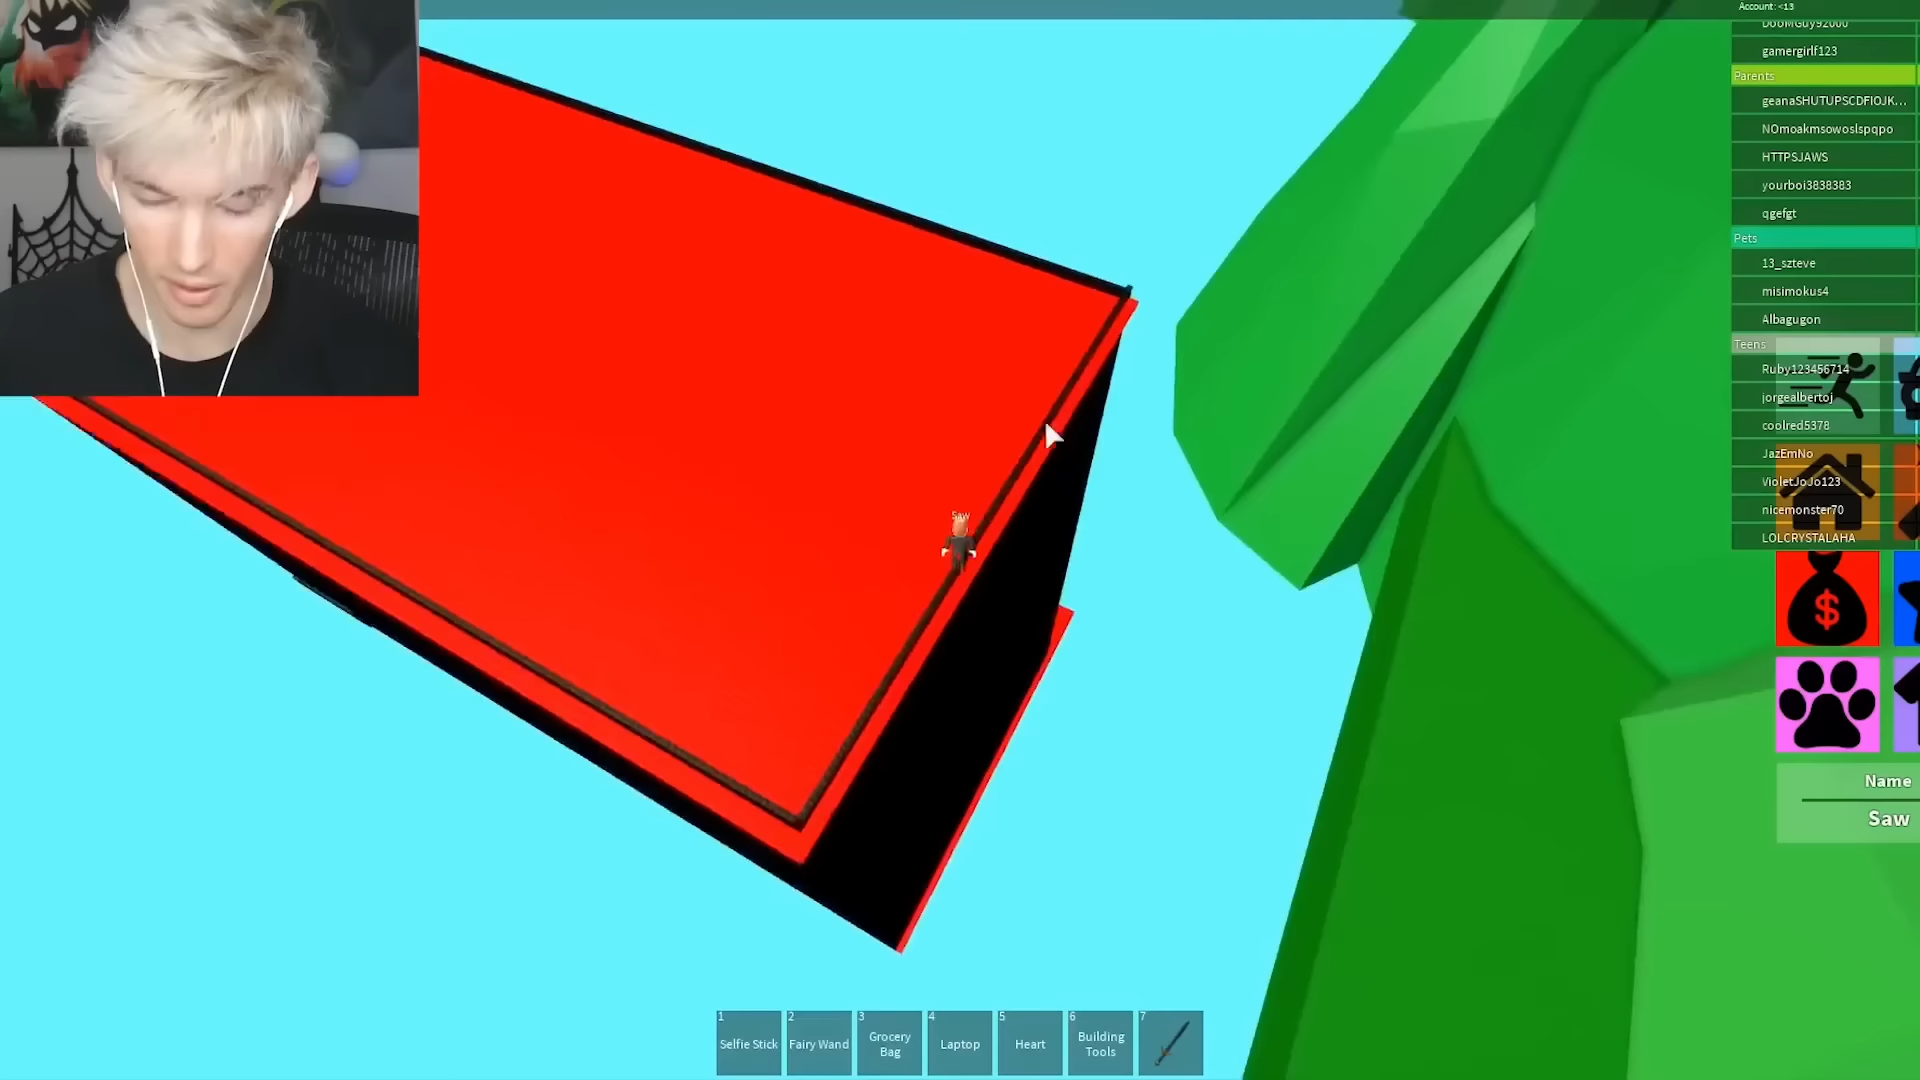 Account: <13
DooMGuy92000
gamergirlf123
Parents
geanaSHUTUPSCDFIOJK...
NOmoakmsowoslspqpo
HTTPSJAWS
yourboi3838383
qgefgt
Pets
13_szteve
misimokus4
Albagugon
Teens
Ruby123456714
jorgealbertoj
coolred5378
JazEmNo
VioletJoJo123
nicemonster70
LOLCRYSTALAHA
Saw
$
Name
Saw
1 2 3 4 5 6 7
Selfie Stick Fairy Wand Grocery Bag Laptop Heart Building Tools